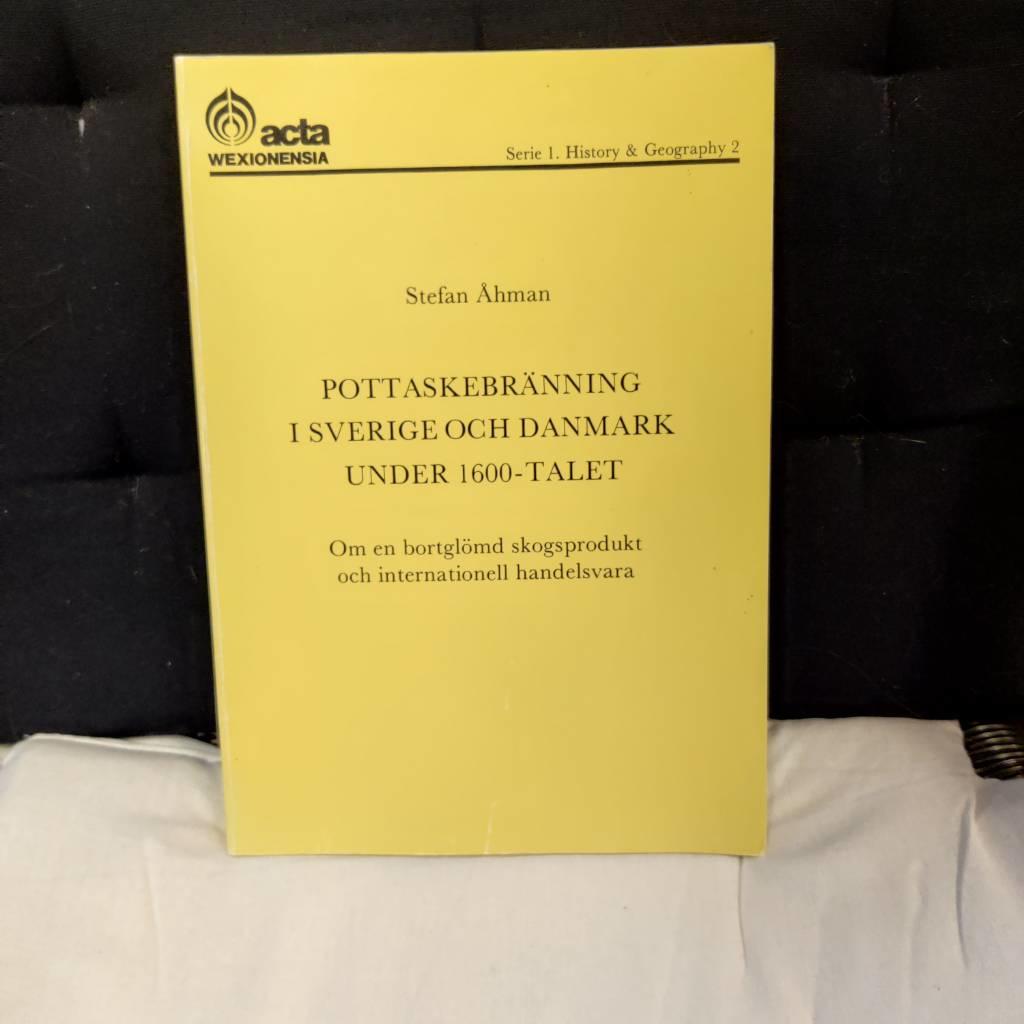 acta
WEXIONENSIA
Serie 1. History & Geography 2
Stefan Åhman
POTTASKEBRÄNNING
I SVERIGE OCH DANMARK
UNDER 1600-TALET
Om en bortglömd skogsprodukt
och internationell handelsvara